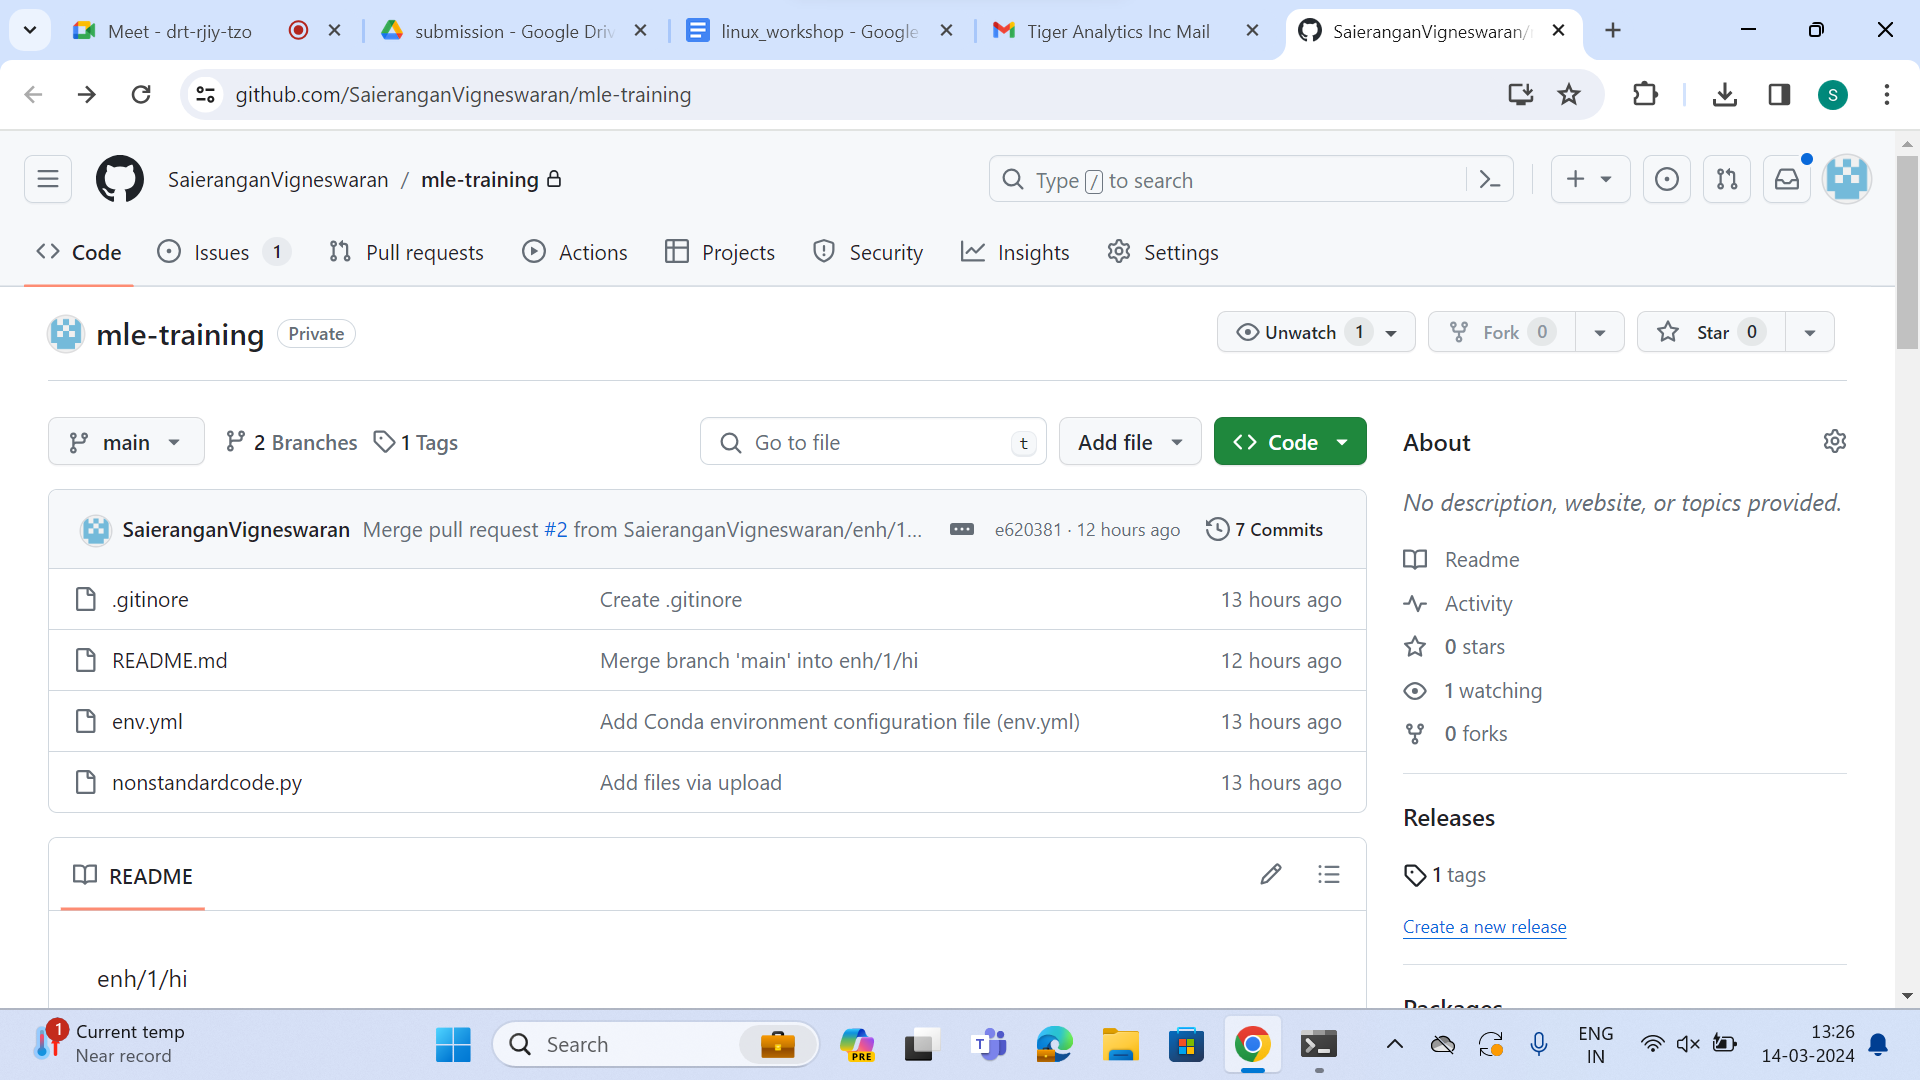 Meet - drt-rjiy-tzo
submission - Google Driv
linux_workshop - Google
Tiger Analytics Inc Mail
SaieranganVigneswaran/
github.com/SaieranganVigneswaran/mle-training
S
SaieranganVigneswaran / mle-training
Type / to search
Code
Issues 1
Pull requests
Actions
Projects
Security
Insights
Settings
mle-training Private
Unwatch 1
Fork 0
Star 0
main
2 Branches
1 Tags
Go to file t
Add file
Code
About
No description, website, or topics provided.
SaieranganVigneswaran Merge pull request #2 from SaieranganVigneswaran/enh/1... e620381 · 12 hours ago 7 Commits
.gitinore Create .gitinore 13 hours ago
README.md Merge branch 'main' into enh/1/hi 12 hours ago
env.yml Add Conda environment configuration file (env.yml) 13 hours ago
nonstandardcode.py Add files via upload 13 hours ago
Readme
Activity
0 stars
1 watching
0 forks
Releases
1 tags
Create a new release
Packages
README
enh/1/hi
1
Current temp
Near record
Search
PRE
T
ENG
IN
13:26
14-03-2024